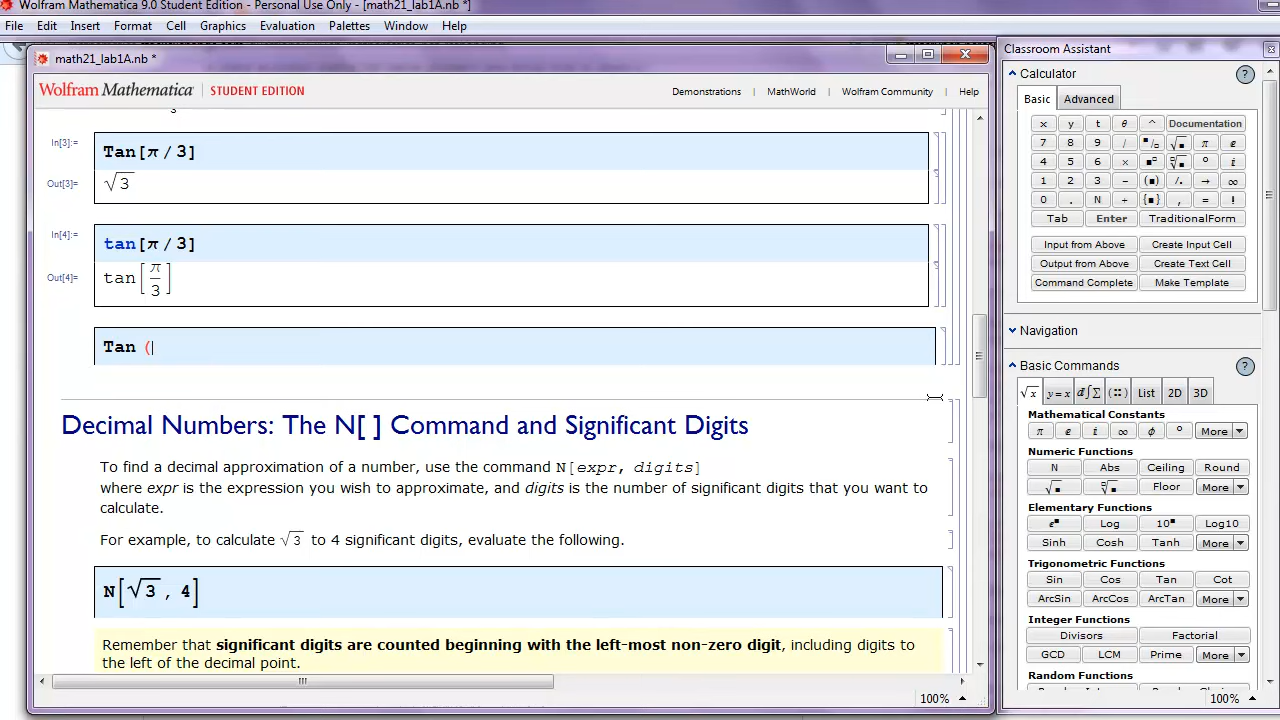 Wolfram Mathematica 9.0 Student Edition - Personal Use Only - [math21_lab1A.nb *]
File Edit Insert Format Cell Graphics Evaluation Palettes Window Help
math21_lab1A.nb *
Wolfram Mathematica STUDENT EDITION
Demonstrations MathWorld Wolfram Community Help
In[3]:= Tan[π / 3]
Out[3]= √3
In[4]:= tan[π / 3]
Out[4]= tan[π/3]
Tan (
Decimal Numbers: The N[ ] Command and Significant Digits
To find a decimal approximation of a number, use the command N[expr, digits]
where expr is the expression you wish to approximate, and digits is the number of significant digits that you want to
calculate.
For example, to calculate √3 to 4 significant digits, evaluate the following.
N[√3, 4]
Remember that significant digits are counted beginning with the left-most non-zero digit, including digits to
the left of the decimal point.
100%
Classroom Assistant
Calculator ?
Basic Advanced
x y t θ ^ Documentation
7 8 9 / ▪/▫ √▪ π e
4 5 6 × ▪▫ ▫√▪ ° i
1 2 3 − (▪) /. → ∞
0 . N + {▪} , = !
Tab Enter TraditionalForm
Input from Above Create Input Cell
Output from Above Create Text Cell
Command Complete Make Template
Navigation
Basic Commands ?
√x y=x d∫Σ (∷) List 2D 3D
Mathematical Constants
π e i ∞ ϕ ° More
Numeric Functions
N Abs Ceiling Round
√▪ ▫√▪ Floor More
Elementary Functions
e▪ Log 10▪ Log10
Sinh Cosh Tanh More
Trigonometric Functions
Sin Cos Tan Cot
ArcSin ArcCos ArcTan More
Integer Functions
Divisors Factorial
GCD LCM Prime More
Random Functions
100%